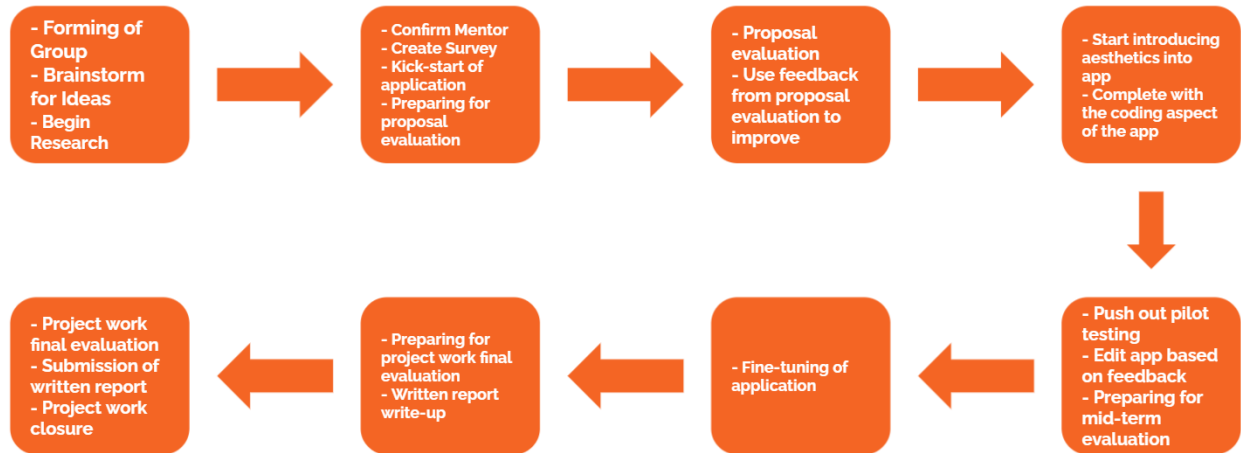 - Forming of
Group
- Brainstorm
for Ideas
- Begin
Research
- Confirm Mentor
- Create Survey
- Kick-start of
application
- Preparing for
proposal
evaluation
- Proposal
evaluation
- Use feedback
from proposal
evaluation to
improve
- Start introducing
aesthetics into
app
- Complete with
the coding aspect
of the app
- Push out pilot
testing
- Edit app based
on feedback
- Preparing for
mid-term
evaluation
- Fine-tuning of
application
- Preparing for
project work final
evaluation
- Written report
write-up
- Project work
final evaluation
- Submission of
written report
- Project work
closure